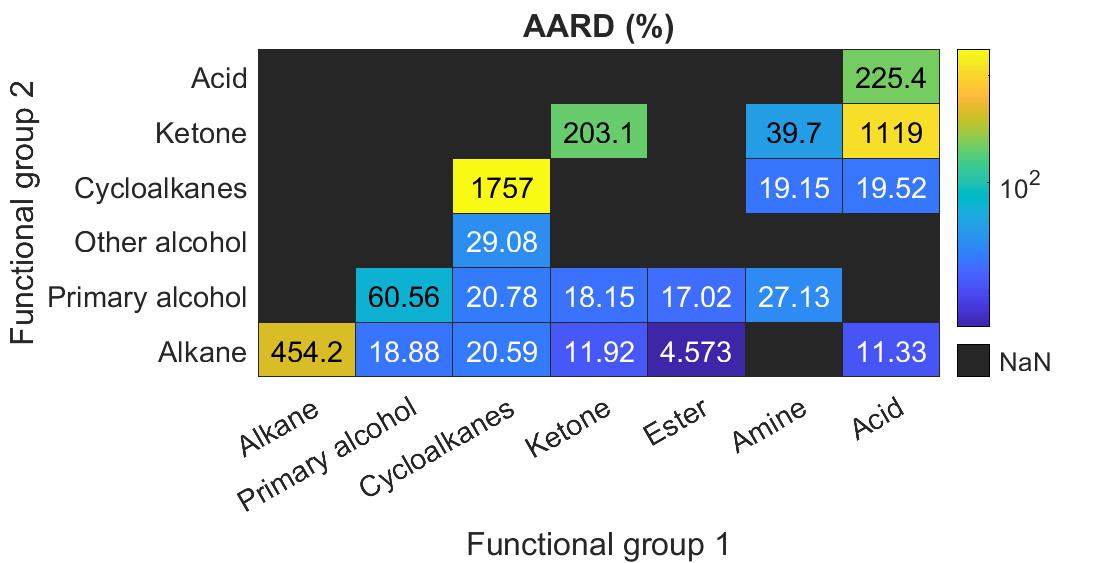 AARD (%)
Functional group 2
Acid 225.4
Ketone 203.1 39.7 1119
Cycloalkanes 1757 19.15 19.52
Other alcohol 29.08
Primary alcohol 60.56 20.78 18.15 17.02 27.13
Alkane 454.2 18.88 20.59 11.92 4.573 11.33
10²
NaN
Alkane Primary alcohol Cycloalkanes Ketone Ester Amine Acid
Functional group 1